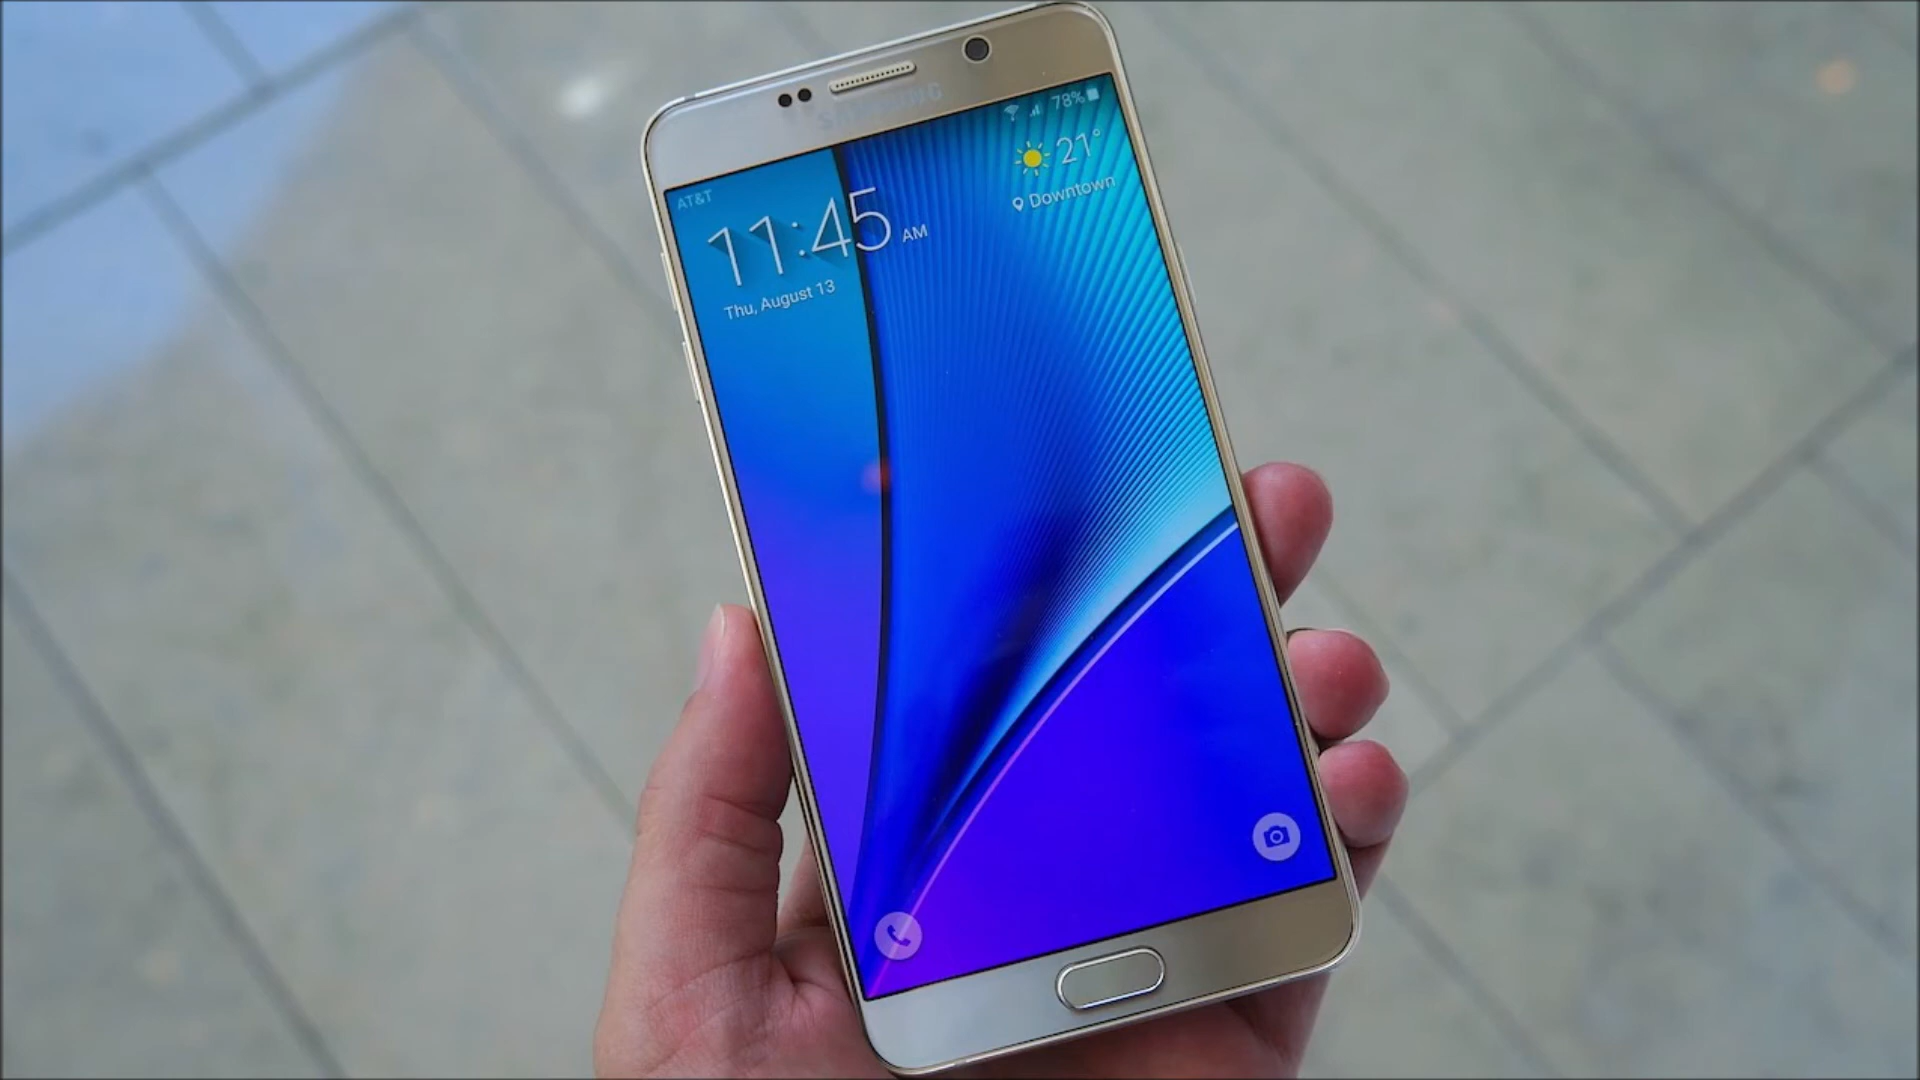 SAMSUNG
78%
AT&T
21°
Downtown
11:45 AM
Thu, August 13